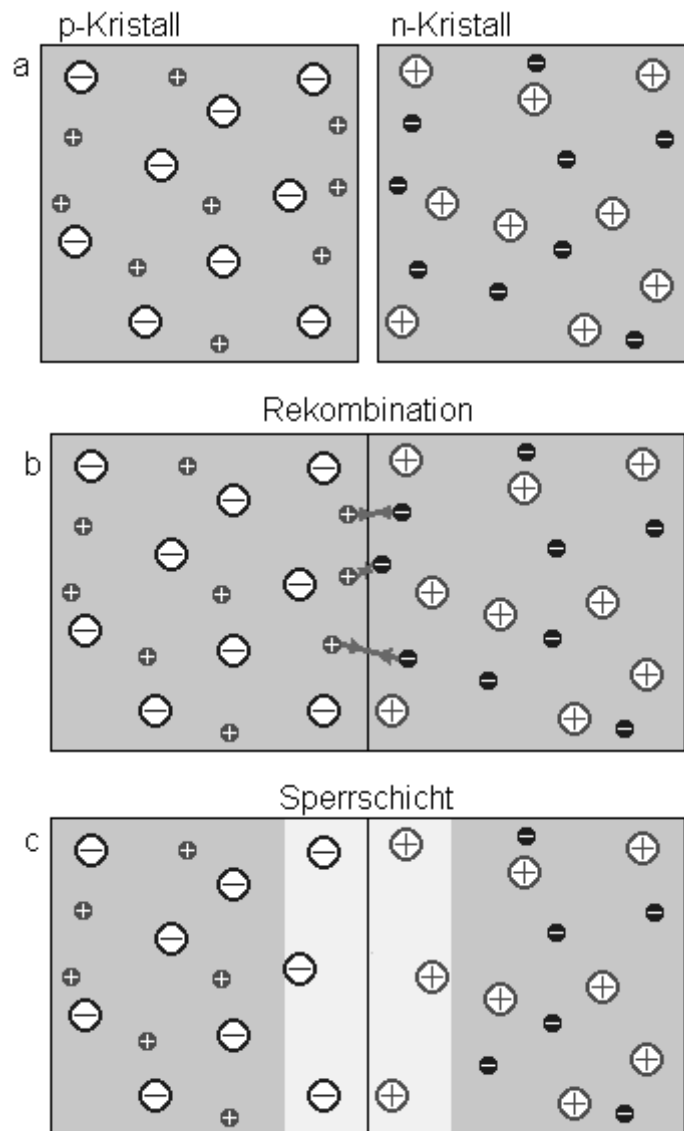 p-Kristall n-Kristall
a
Rekombination
b
Sperrschicht
c